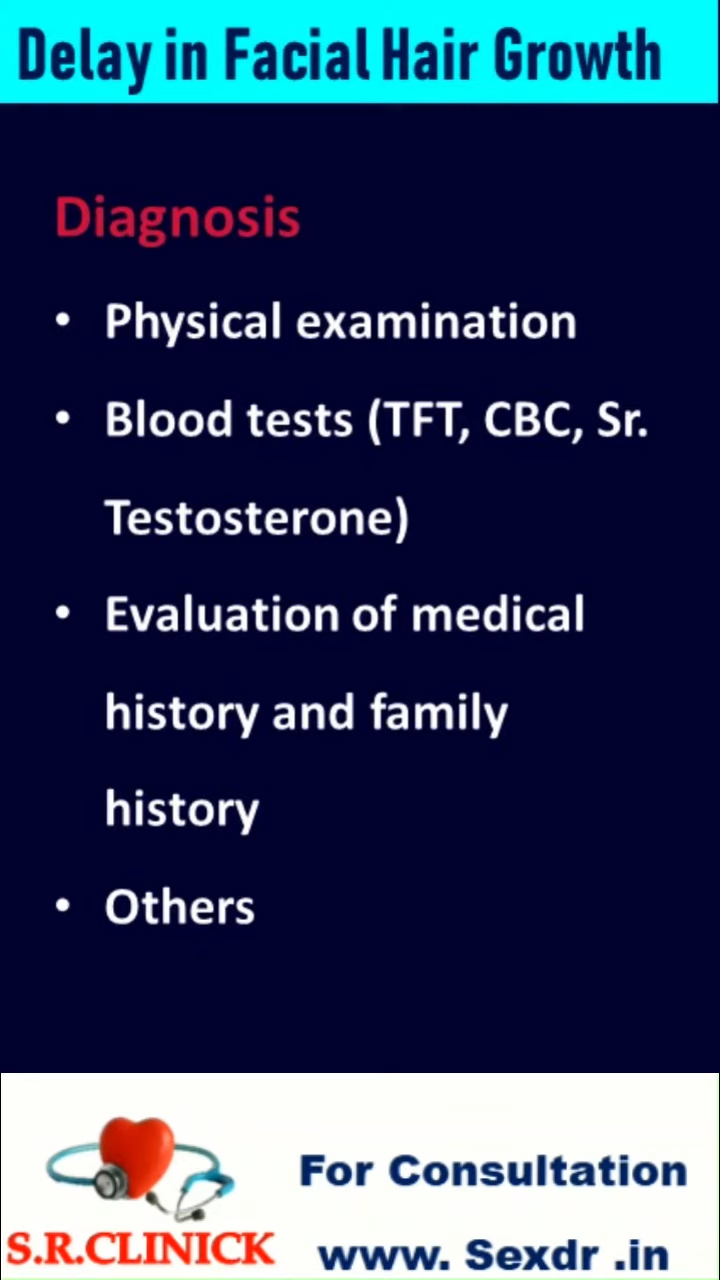 Delay in Facial Hair Growth
Diagnosis
• Physical examination
• Blood tests (TFT, CBC, Sr.
Testosterone)
• Evaluation of medical
history and family
history
• Others
For Consultation
S.R.CLINICK
www. Sexdr .in